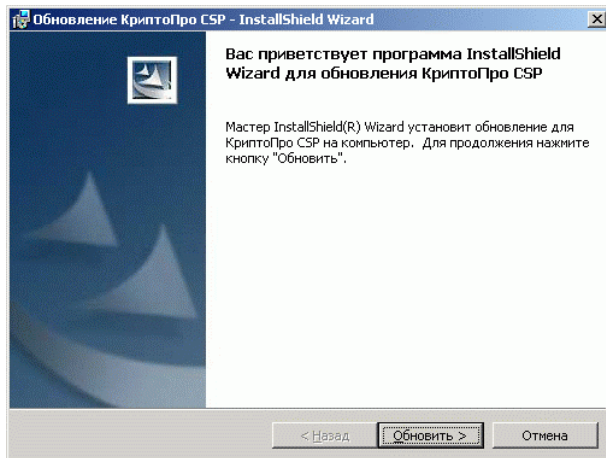 Обновление КриптоПро CSP - InstallShield Wizard
Вас приветствует программа InstallShield
Wizard для обновления КриптоПро CSP
Мастер InstallShield(R) Wizard установит обновление для
КриптоПро CSP на компьютер. Для продолжения нажмите
кнопку "Обновить".
< Назад Обновить > Отмена